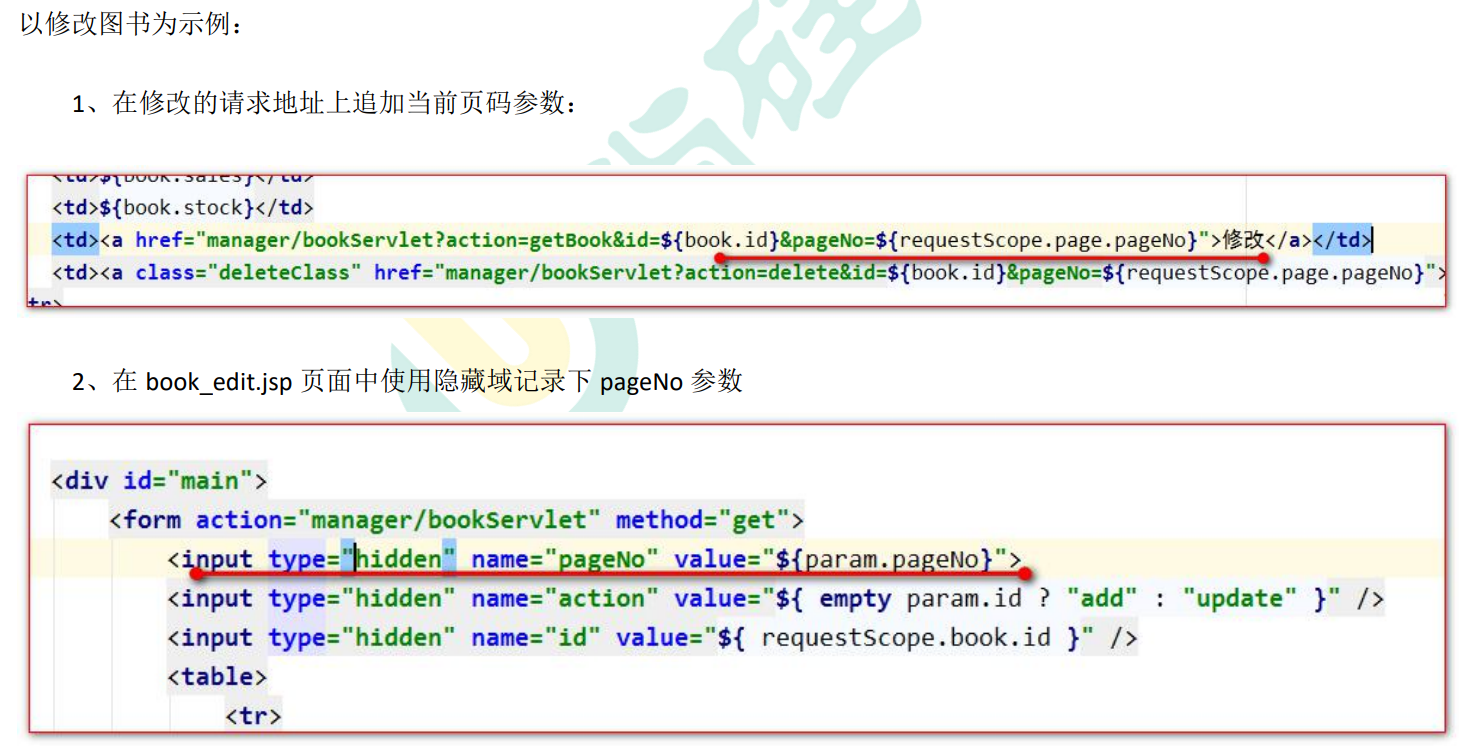 以修改图书为示例：
1、在修改的请求地址上追加当前页码参数：
<td>${book.sales}</td>
<td>${book.stock}</td>
<td><a href="manager/bookServlet?action=getBook&id=${book.id}&pageNo=${requestScope.page.pageNo}">修改</a></td>
<td><a class="deleteClass" href="manager/bookServlet?action=delete&id=${book.id}&pageNo=${requestScope.page.pageNo}">
tr>
2、在 book_edit.jsp 页面中使用隐藏域记录下 pageNo 参数
<div id="main">
<form action="manager/bookServlet" method="get">
<input type="hidden" name="pageNo" value="${param.pageNo}">
<input type="hidden" name="action" value="${ empty param.id ? "add" : "update" }" />
<input type="hidden" name="id" value="${ requestScope.book.id }" />
<table>
<tr>